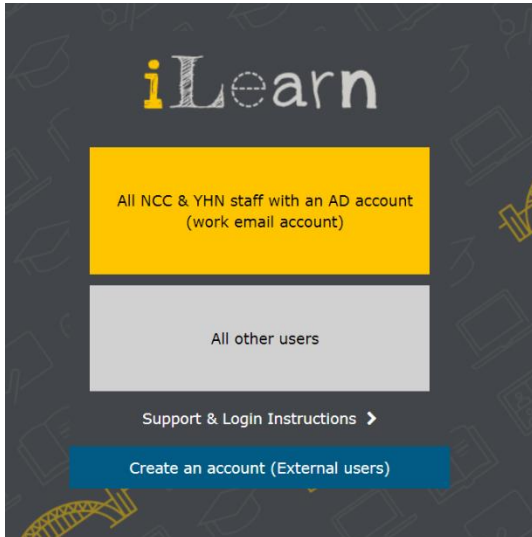 iLearn
All NCC & YHN staff with an AD account
(work email account)
All other users
Support & Login Instructions
Create an account (External users)